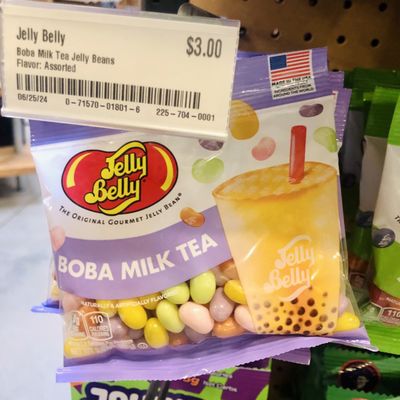 Jelly Belly
$3.00
Boba Milk Tea Jelly Beans
Flavor: Assorted
06/25/24 0-71570-01801-6 225-704-0001
MADE IN THE USA
Jelly
Belly
THE ORIGINAL GOURMET JELLY BEAN®
BOBA MILK TEA
NATURALLY & ARTIFICIALLY FLAVORED
110
CALORIES
Jelly
Belly
110